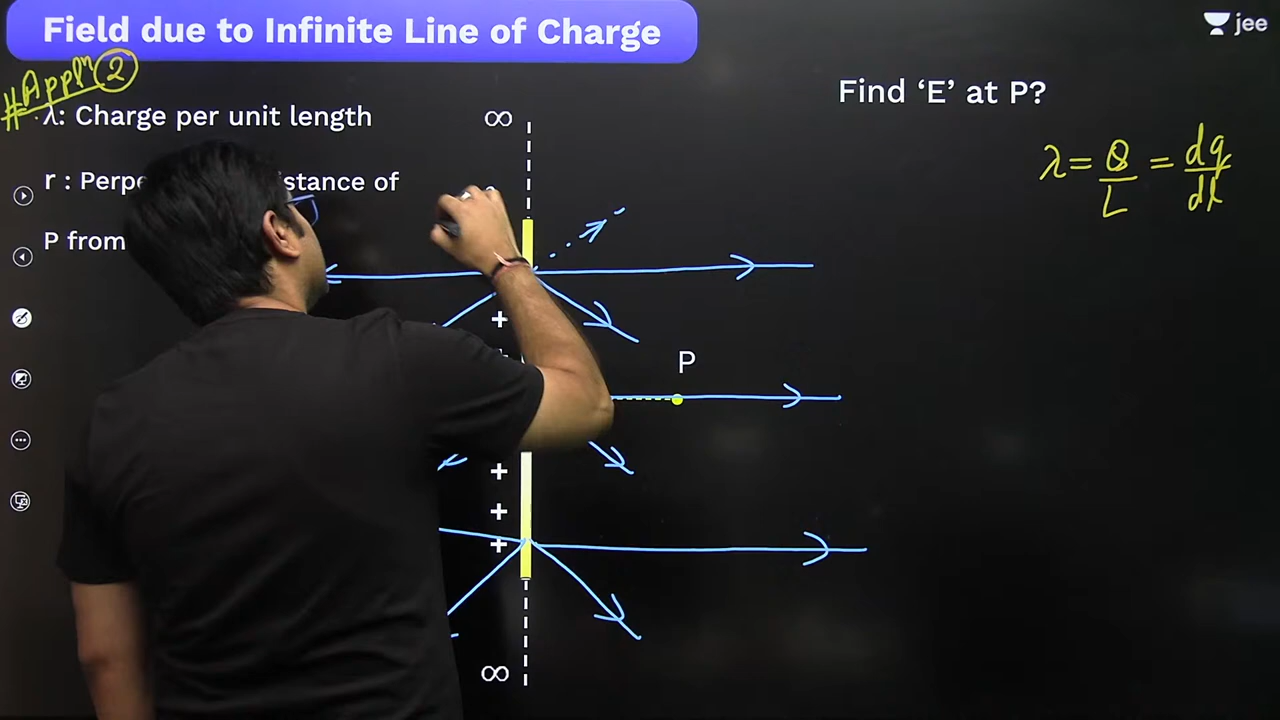 Field due to Infinite Line of Charge
jee
#Appln (2)
Find ‘E’ at P?
λ: Charge per unit length
∞
λ = Q/L = dq/dl
r : Perpe stance of
P from
+
P
+
+
+
∞